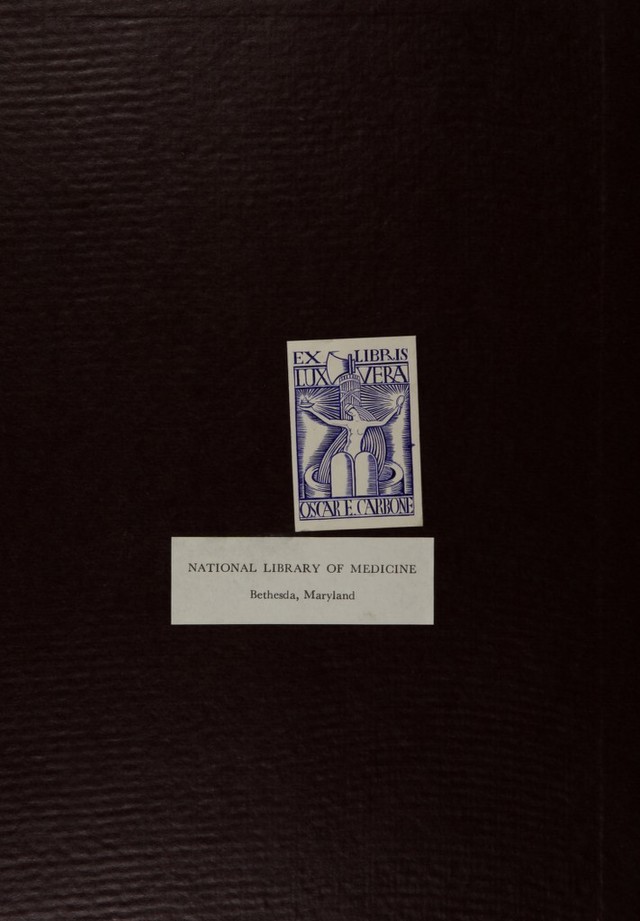 EX LIBRIS
LUX VERA
OSCAR E. CARBONE
NATIONAL LIBRARY OF MEDICINE
Bethesda, Maryland